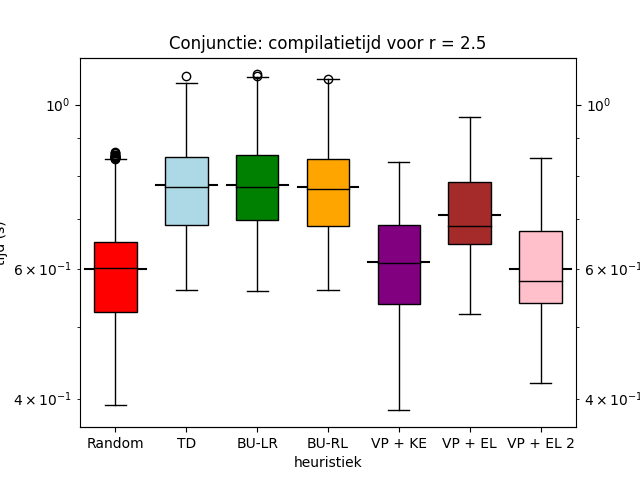 Conjunctie: compilatietijd voor r = 2.5
tijd (s)
10⁰
6 × 10⁻¹
4 × 10⁻¹
10⁰
6 × 10⁻¹
4 × 10⁻¹
Random TD BU-LR BU-RL VP + KE VP + EL VP + EL 2
heuristiek